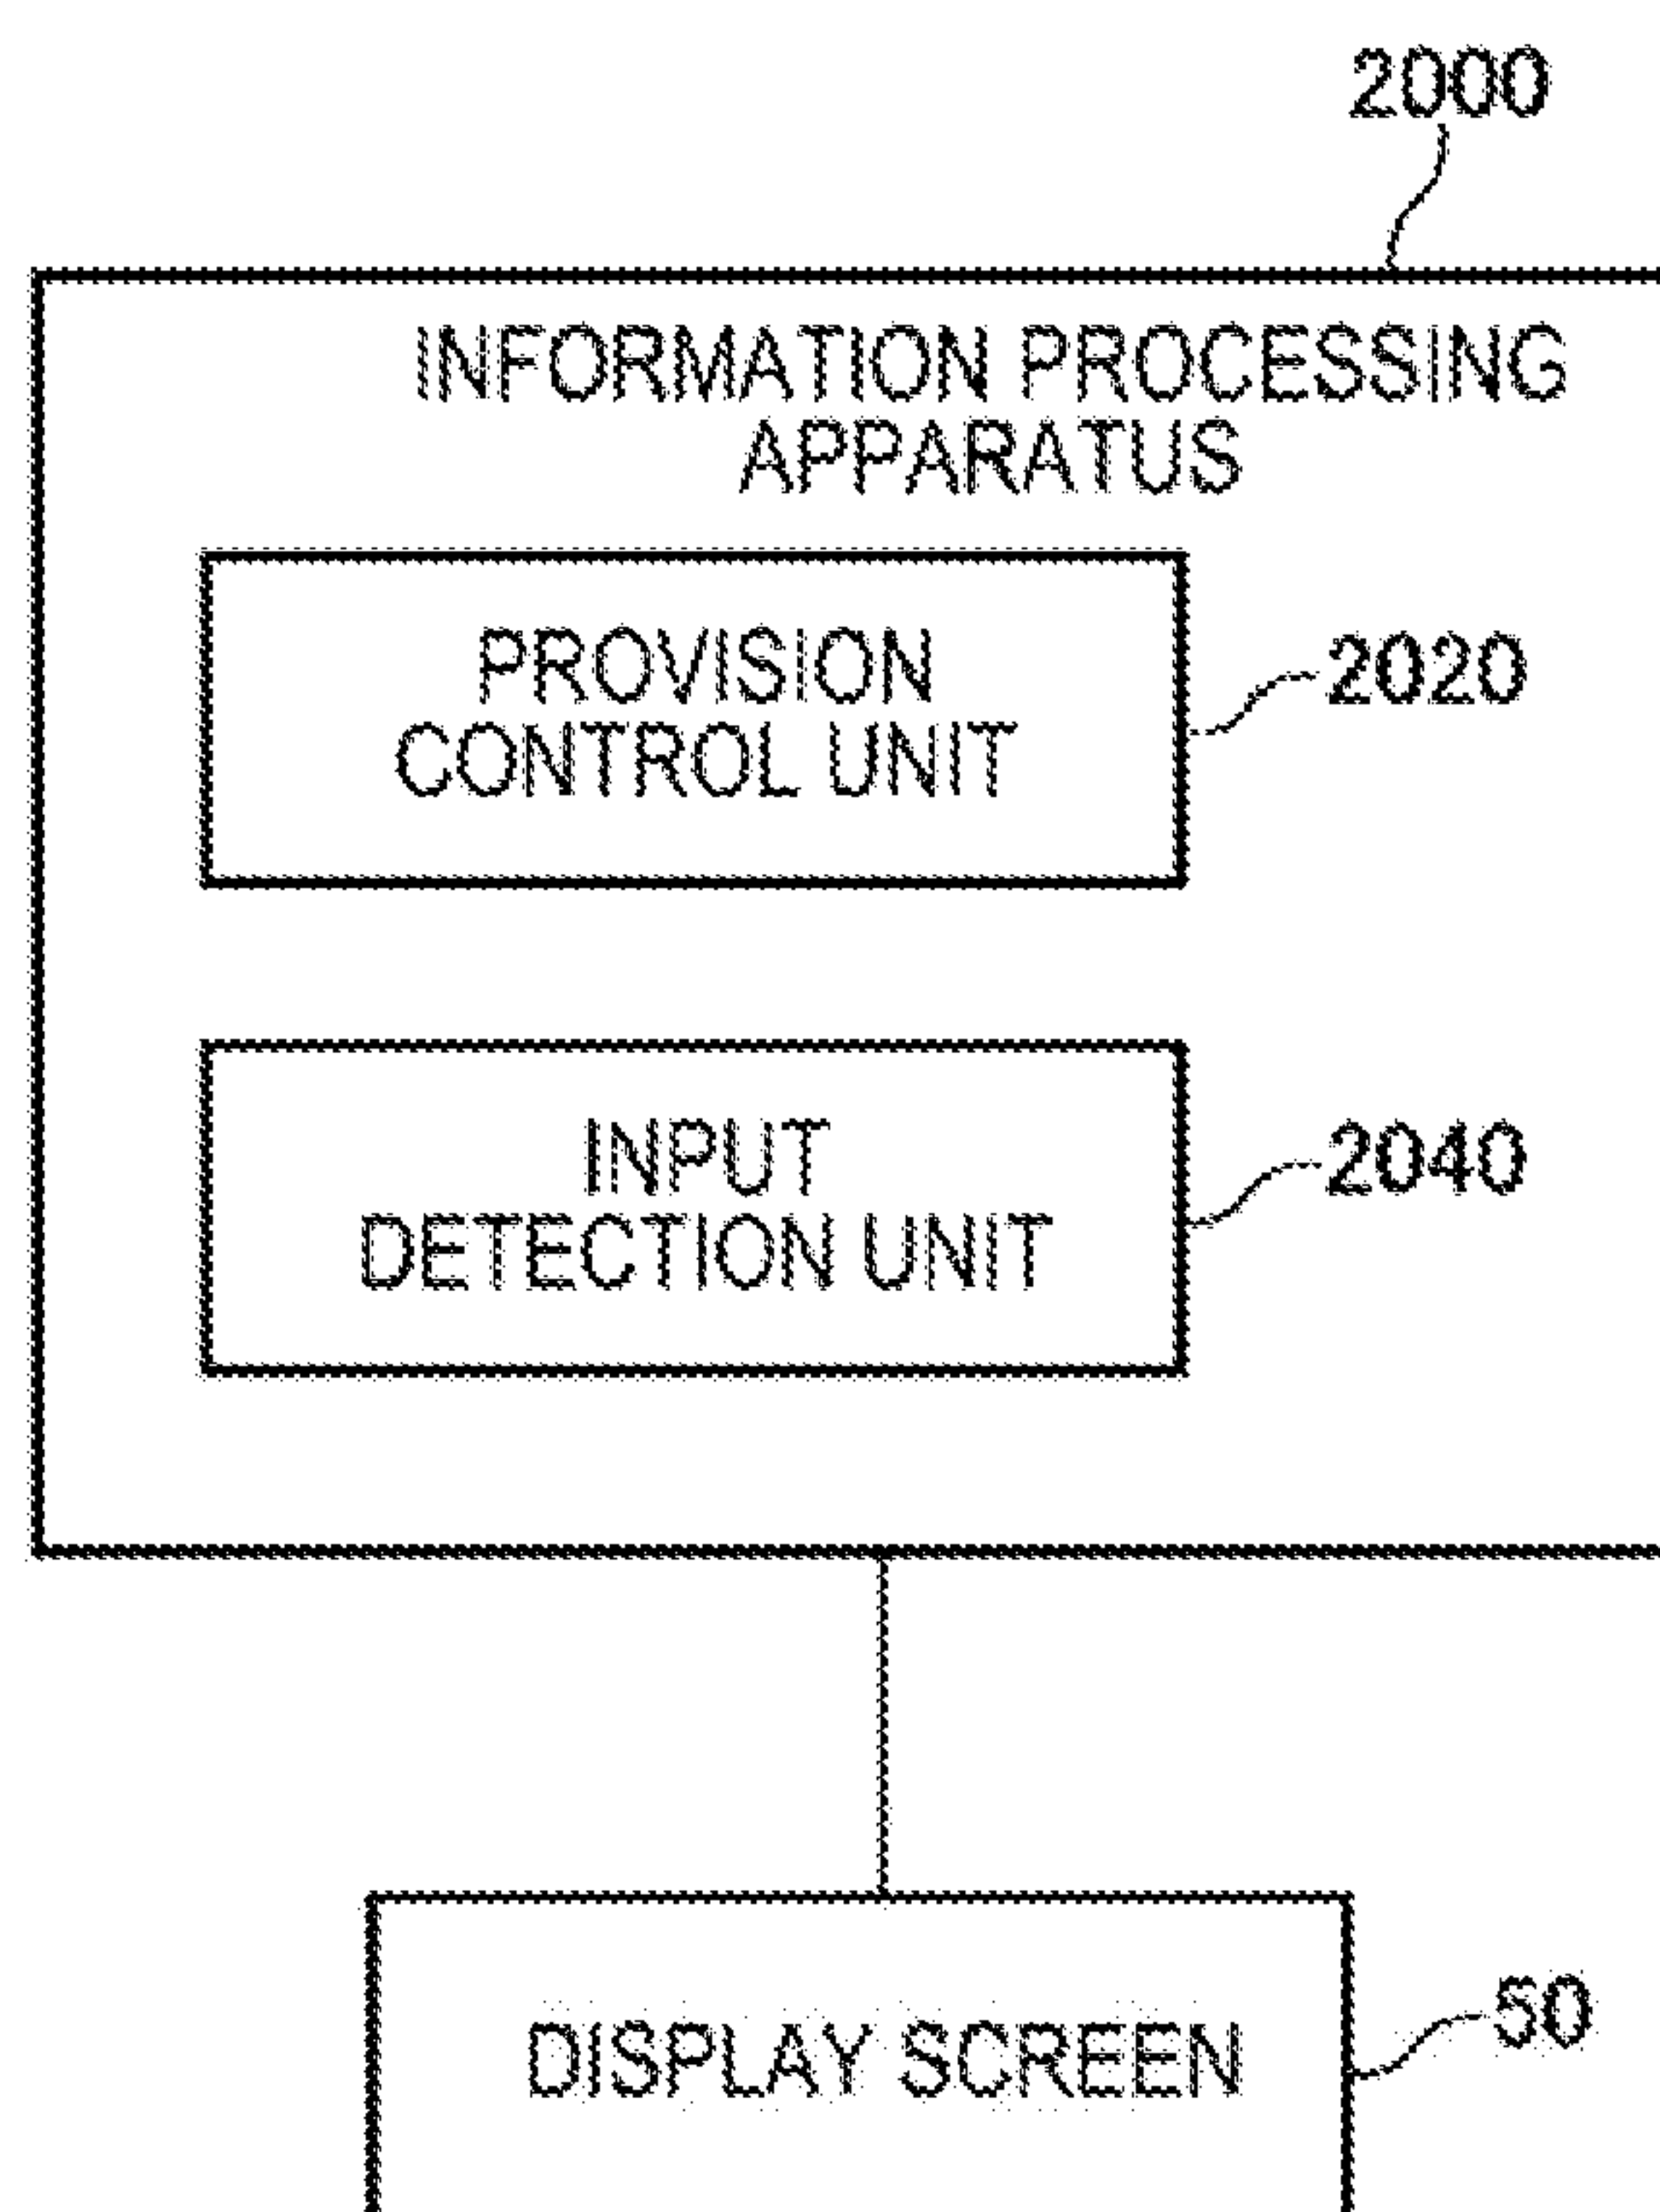 2000
INFORMATION PROCESSING
APPARATUS
PROVISION
CONTROL UNIT
2020
INPUT
DETECTION UNIT
2040
DISPLAY SCREEN
50